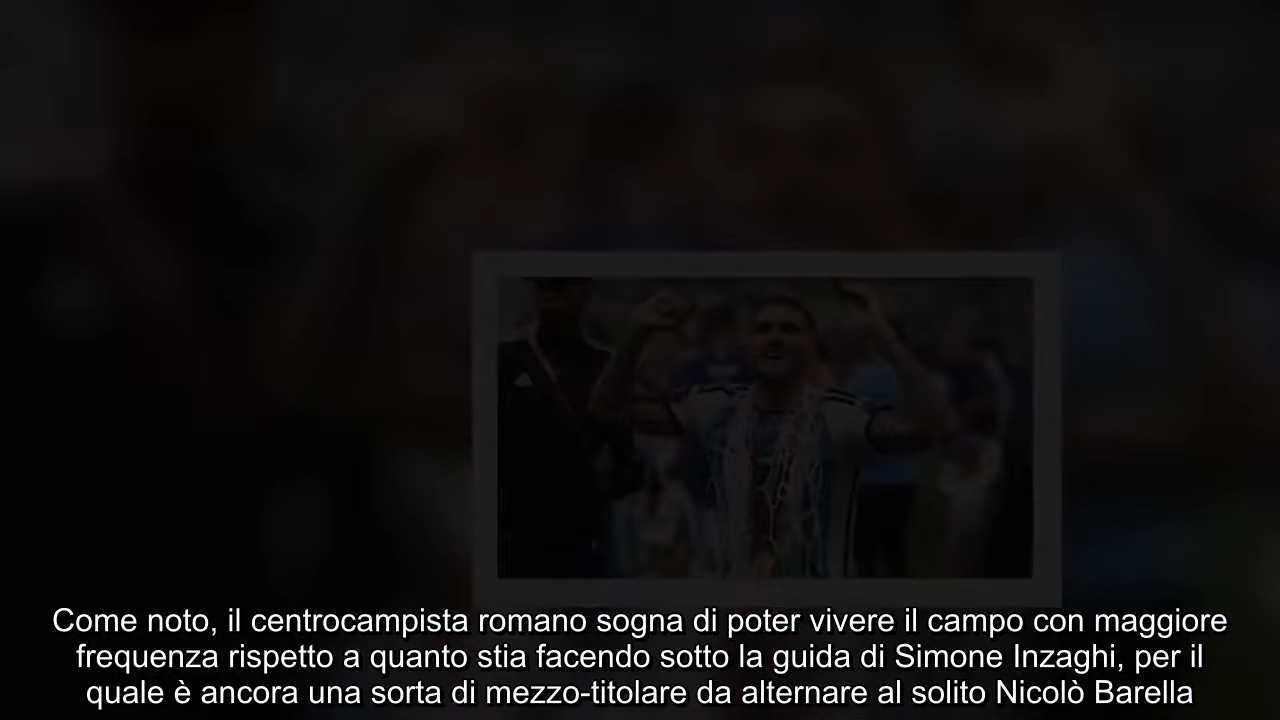 Come noto, il centrocampista romano sogna di poter vivere il campo con maggiore
frequenza rispetto a quanto stia facendo sotto la guida di Simone Inzaghi, per il
quale è ancora una sorta di mezzo-titolare da alternare al solito Nicolò Barella